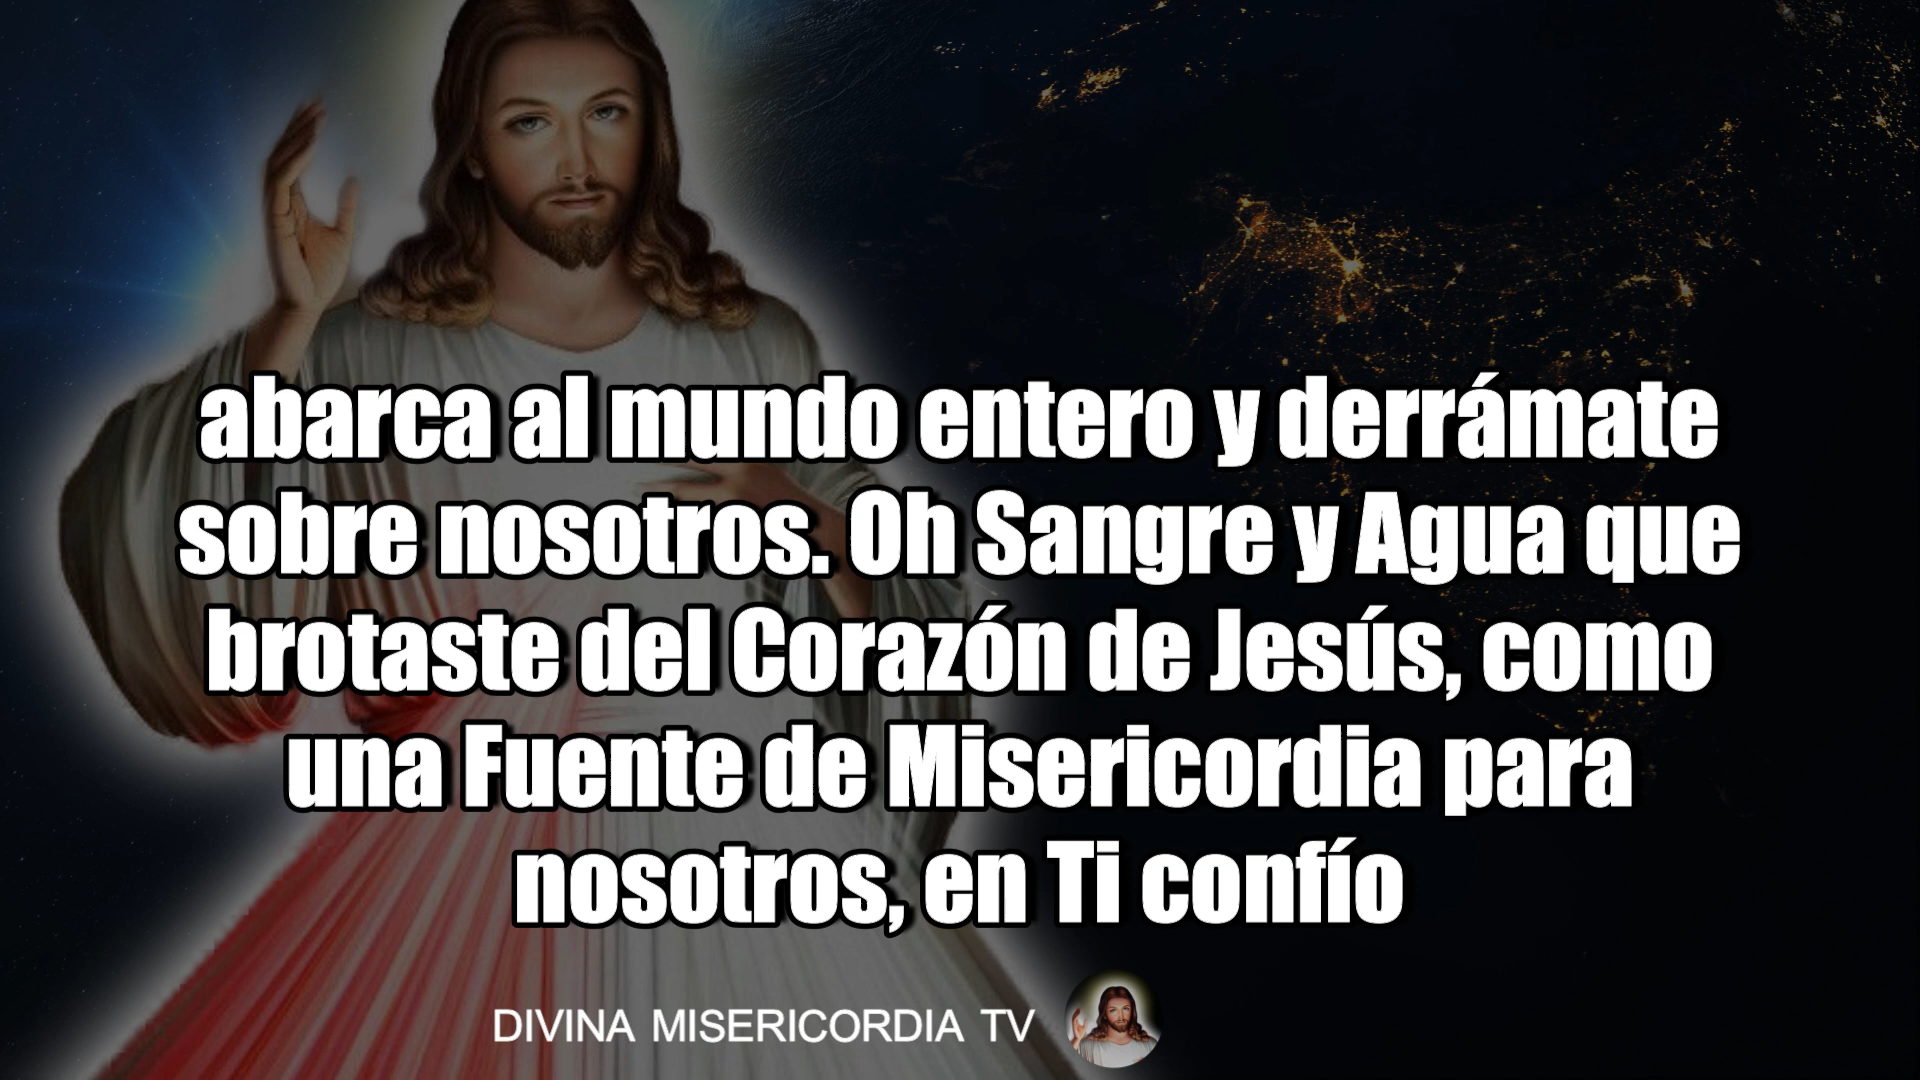 abarca al mundo entero y derrámate
sobre nosotros. Oh Sangre y Agua que
brotaste del Corazón de Jesús, como
una Fuente de Misericordia para
nosotros, en Ti confío
DIVINA MISERICORDIA TV